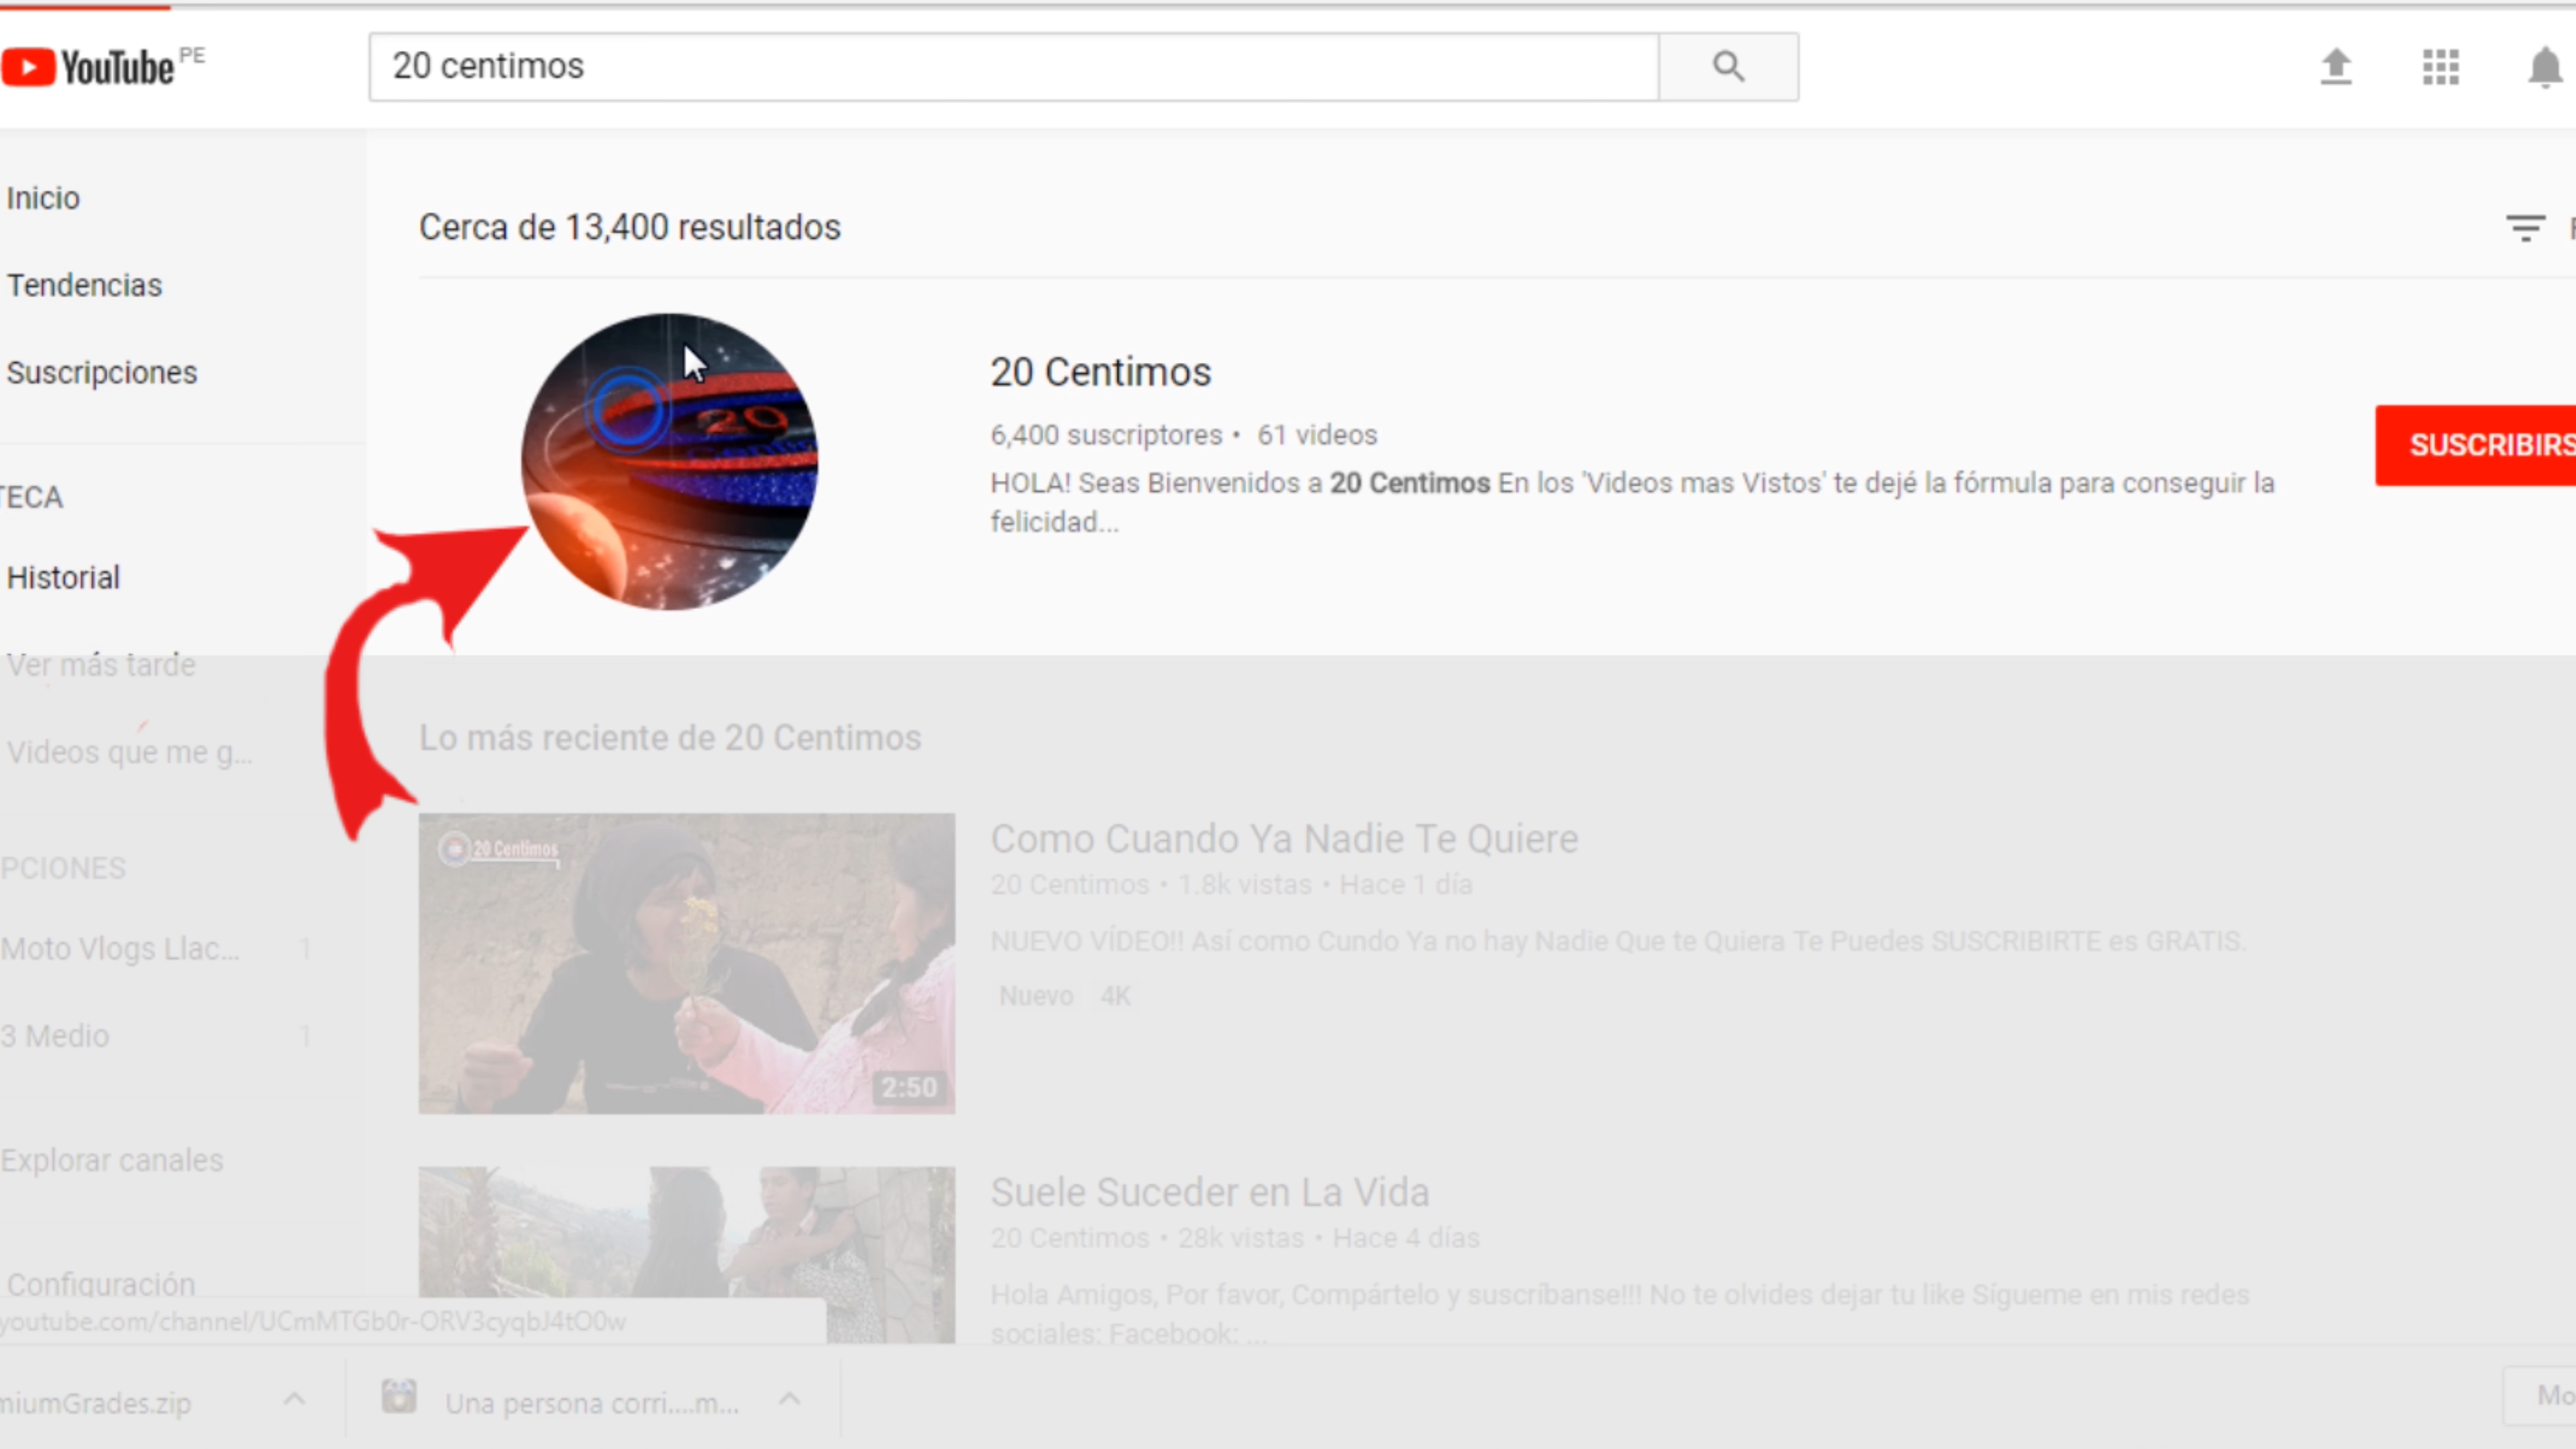 YouTube PE
20 centimos
Inicio
Tendencias
Suscripciones
TECA
Historial
Ver más tarde
Videos que me g...
PCIONES
Moto Vlogs Llac... 1
3 Medio 1
Explorar canales
Configuración
Cerca de 13,400 resultados
20 Centimos
6,400 suscriptores • 61 videos
HOLA! Seas Bienvenidos a 20 Centimos En los 'Videos mas Vistos' te dejé la fórmula para conseguir la
felicidad...
SUSCRIBIRS
20
Lo más reciente de 20 Centimos
20 Centimos
2:50
Como Cuando Ya Nadie Te Quiere
20 Centimos • 1.8k vistas • Hace 1 día
NUEVO VÍDEO!! Así como Cundo Ya no hay Nadie Que te Quiera Te Puedes SUSCRIBIRTE es GRATIS.
Nuevo 4K
Suele Suceder en La Vida
20 Centimos • 28k vistas • Hace 4 días
Hola Amigos, Por favor, Compártelo y suscríbanse!!! No te olvides dejar tu like Sígueme en mis redes
sociales: Facebook: ...
youtube.com/channel/UCmMTGb0r-ORV3cyqbJ4tO0w
miumGrades.zip
Una persona corri....m...
Mo